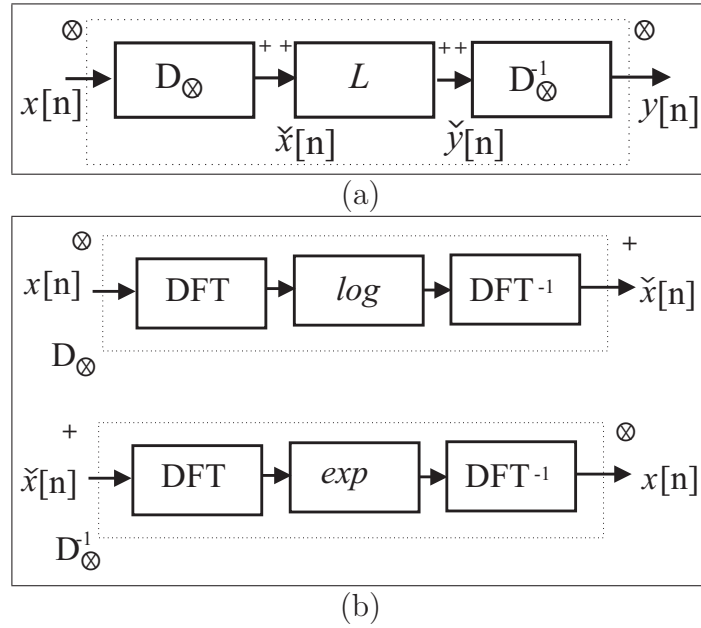 ⊗ ⊗
D⊗ + + L + + D⊗⁻¹
x[n] x̌[n] y̌[n] y[n]
(a)
⊗ +
x[n] DFT log DFT⁻¹ x̌[n]
D⊗
+ ⊗
x̌[n] DFT exp DFT⁻¹ x[n]
D⊗⁻¹
(b)